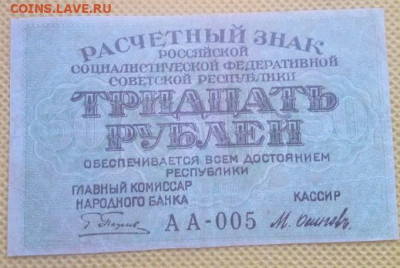 COINS.LAVE.RU
РАСЧЕТНЫЙ ЗНАК
РОССИЙСКОЙ
СОЦИАЛИСТИЧЕСКОЙ ФЕДЕРАТИВНОЙ
СОВЕТСКОЙ РЕСПУБЛИКИ
ТРИДЦАТЬ
РУБЛЕЙ
ОБЕСПЕЧИВАЕТСЯ ВСЕМ ДОСТОЯНИЕМ
РЕСПУБЛИКИ
ГЛАВНЫЙ КОМИССАР
НАРОДНОГО БАНКА
КАССИР
АА-005